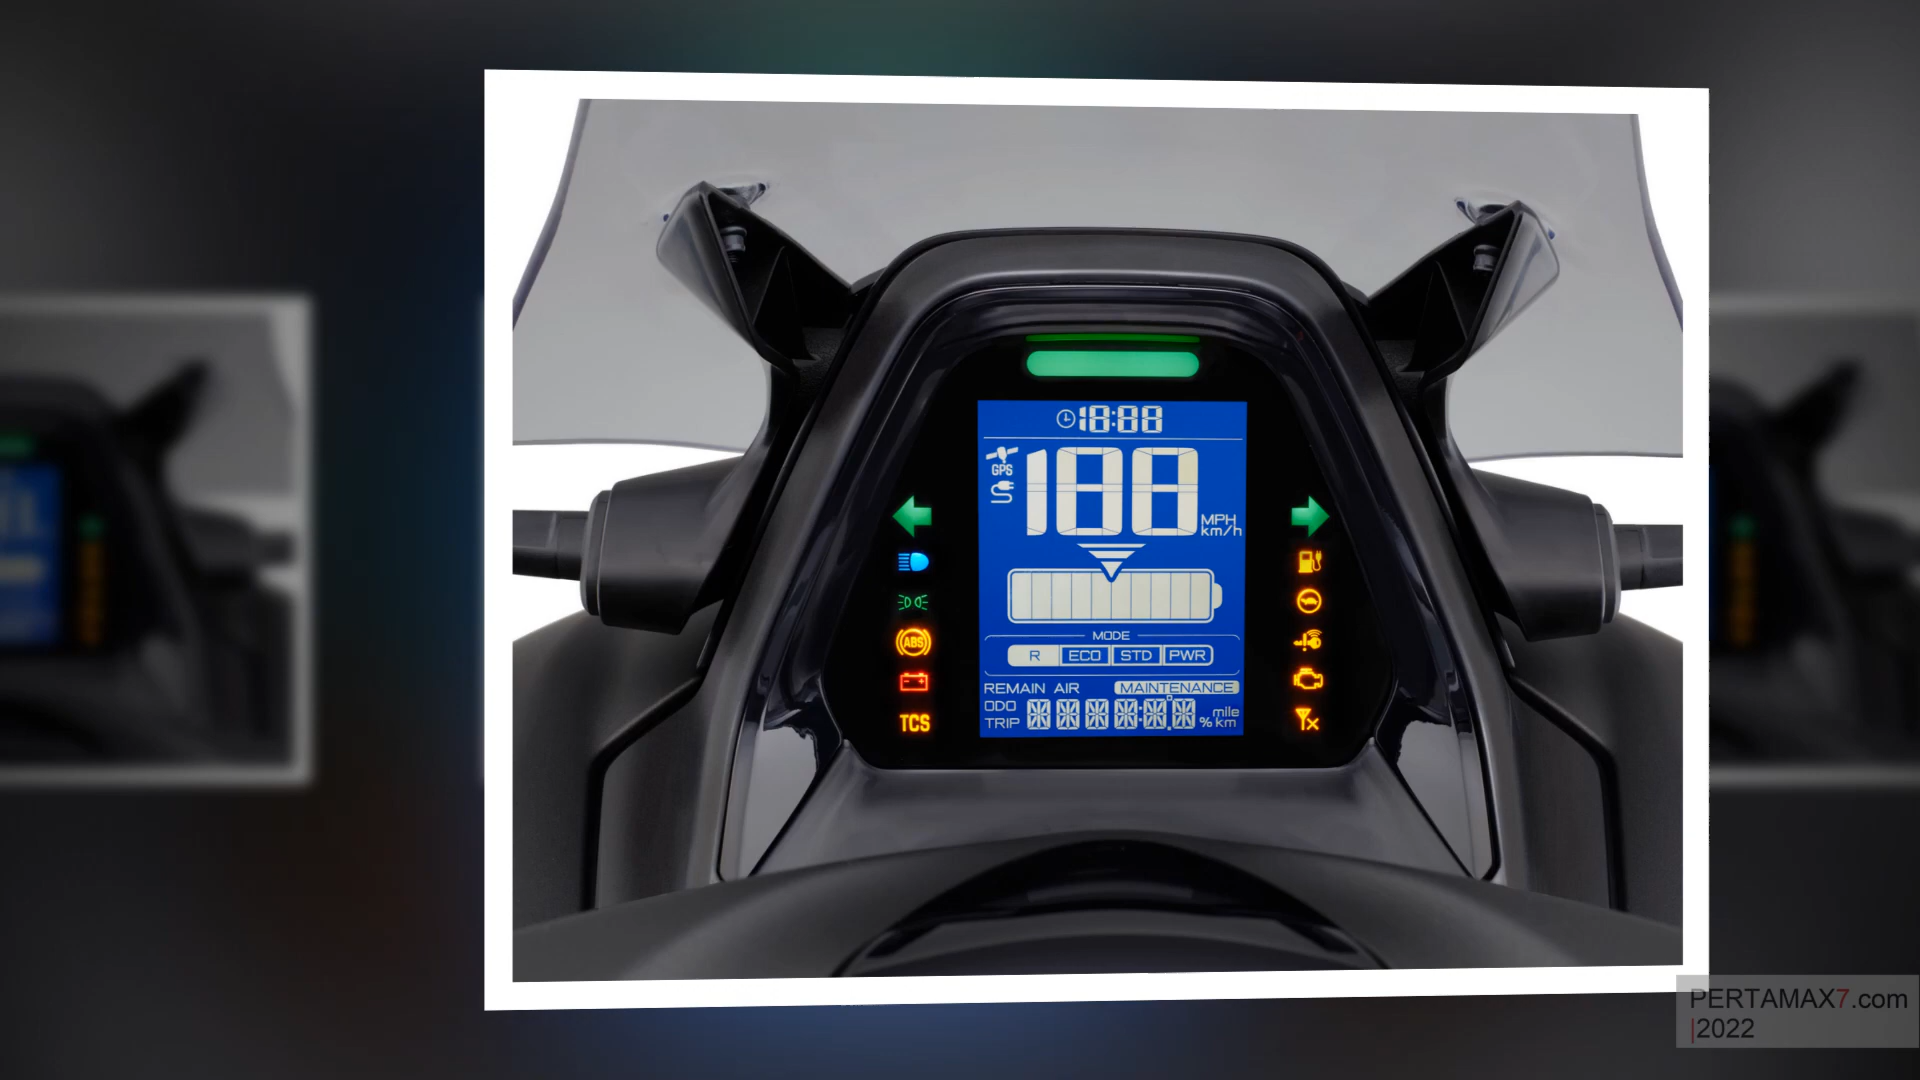 18:88
GPS
188
MPH
km/h
MODE
R ECO STD PWR
REMAIN AIR MAINTENANCE
ODO
TRIP
mile
% km
ABS
TCS
PERTAMAX7.com
|2022